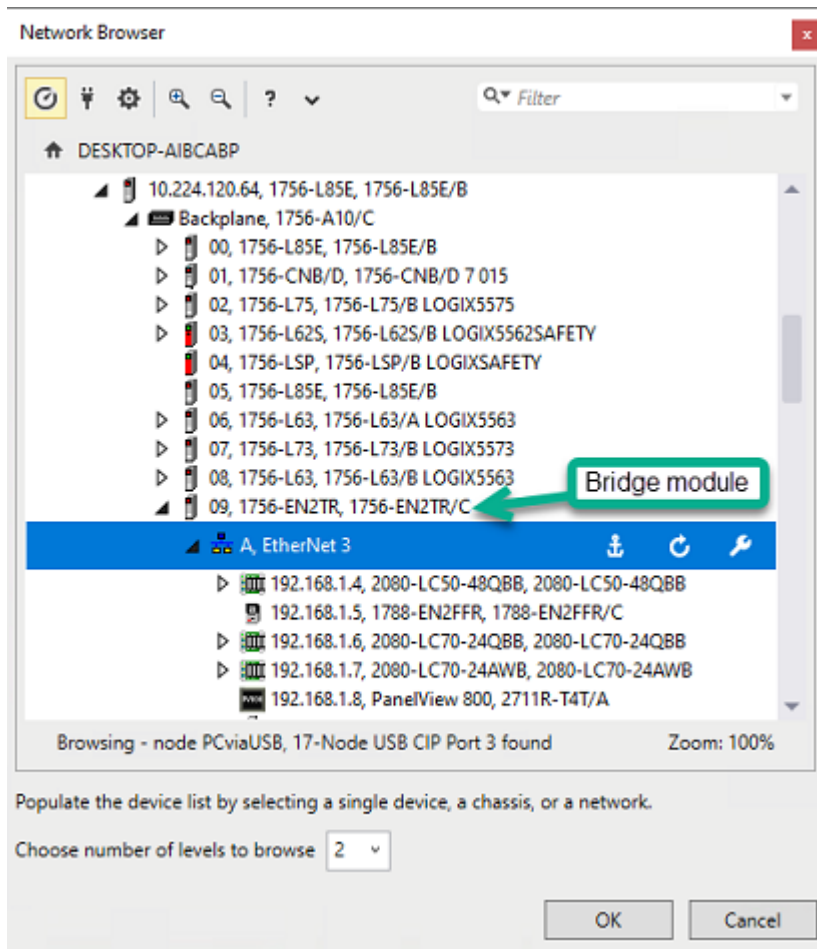 Network Browser
x
? Filter
DESKTOP-AIBCABP
10.224.120.64, 1756-L85E, 1756-L85E/B
Backplane, 1756-A10/C
00, 1756-L85E, 1756-L85E/B
01, 1756-CNB/D, 1756-CNB/D 7 015
02, 1756-L75, 1756-L75/B LOGIX5575
03, 1756-L62S, 1756-L62S/B LOGIX5562SAFETY
04, 1756-LSP, 1756-LSP/B LOGIXSAFETY
05, 1756-L85E, 1756-L85E/B
06, 1756-L63, 1756-L63/A LOGIX5563
07, 1756-L73, 1756-L73/B LOGIX5573
08, 1756-L63, 1756-L63/B LOGIX5563
Bridge module
09, 1756-EN2TR, 1756-EN2TR/C
A, EtherNet 3
192.168.1.4, 2080-LC50-48QBB, 2080-LC50-48QBB
192.168.1.5, 1788-EN2FFR, 1788-EN2FFR/C
192.168.1.6, 2080-LC70-24QBB, 2080-LC70-24QBB
192.168.1.7, 2080-LC70-24AWB, 2080-LC70-24AWB
192.168.1.8, PanelView 800, 2711R-T4T/A
Browsing - node PCviaUSB, 17-Node USB CIP Port 3 found Zoom: 100%
Populate the device list by selecting a single device, a chassis, or a network.
Choose number of levels to browse 2
OK Cancel